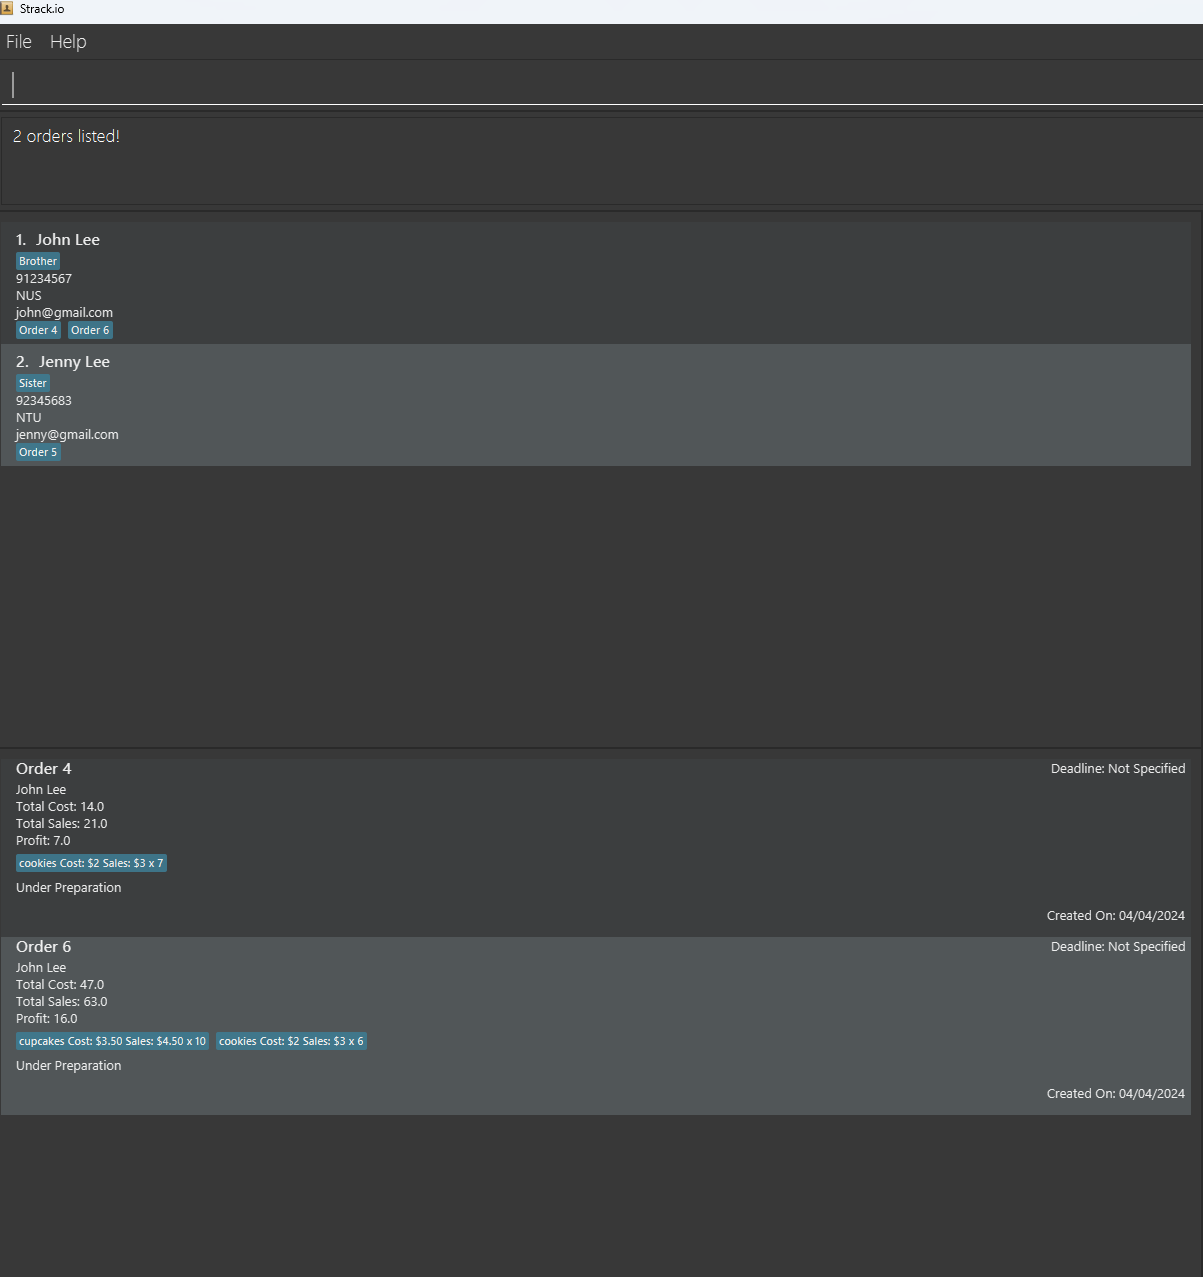 Strack.io
File Help
2 orders listed!
1. John Lee
Brother
91234567
NUS
john@gmail.com
Order 4 Order 6
2. Jenny Lee
Sister
92345683
NTU
jenny@gmail.com
Order 5
Order 4 Deadline: Not Specified
John Lee
Total Cost: 14.0
Total Sales: 21.0
Profit: 7.0
cookies Cost: $2 Sales: $3 x 7
Under Preparation
Created On: 04/04/2024
Order 6 Deadline: Not Specified
John Lee
Total Cost: 47.0
Total Sales: 63.0
Profit: 16.0
cupcakes Cost: $3.50 Sales: $4.50 x 10 cookies Cost: $2 Sales: $3 x 6
Under Preparation
Created On: 04/04/2024